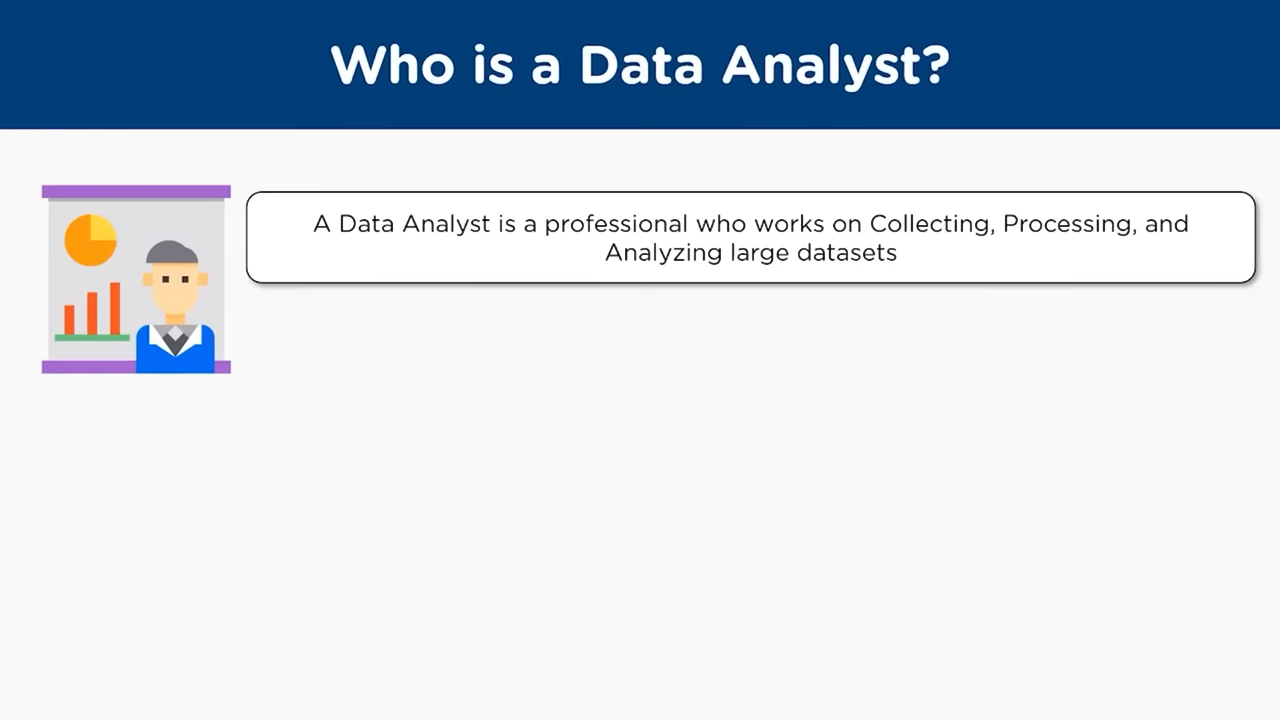 Who is a Data Analyst?
A Data Analyst is a professional who works on Collecting, Processing, and
Analyzing large datasets